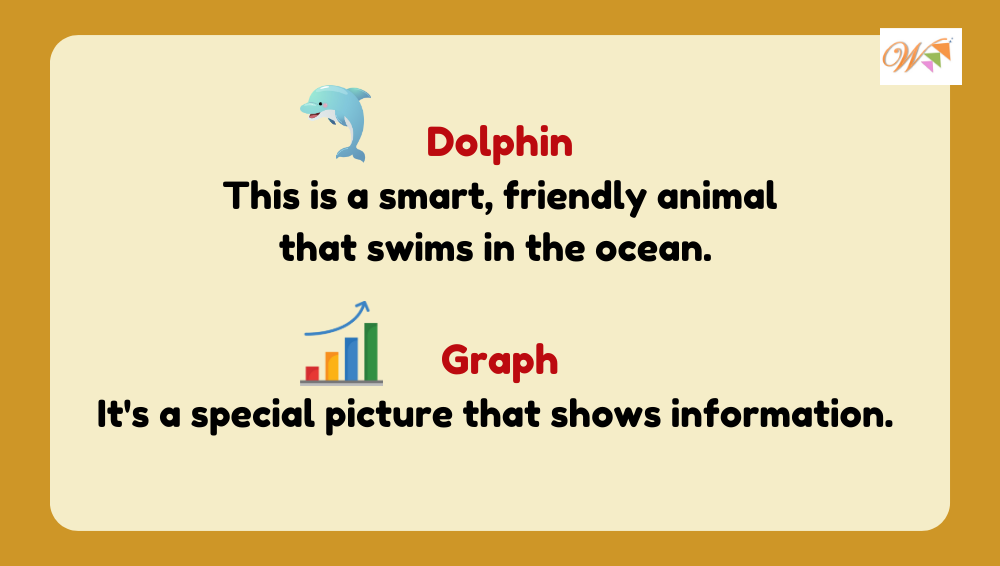 W
Dolphin
This is a smart, friendly animal
that swims in the ocean.
Graph
It's a special picture that shows information.